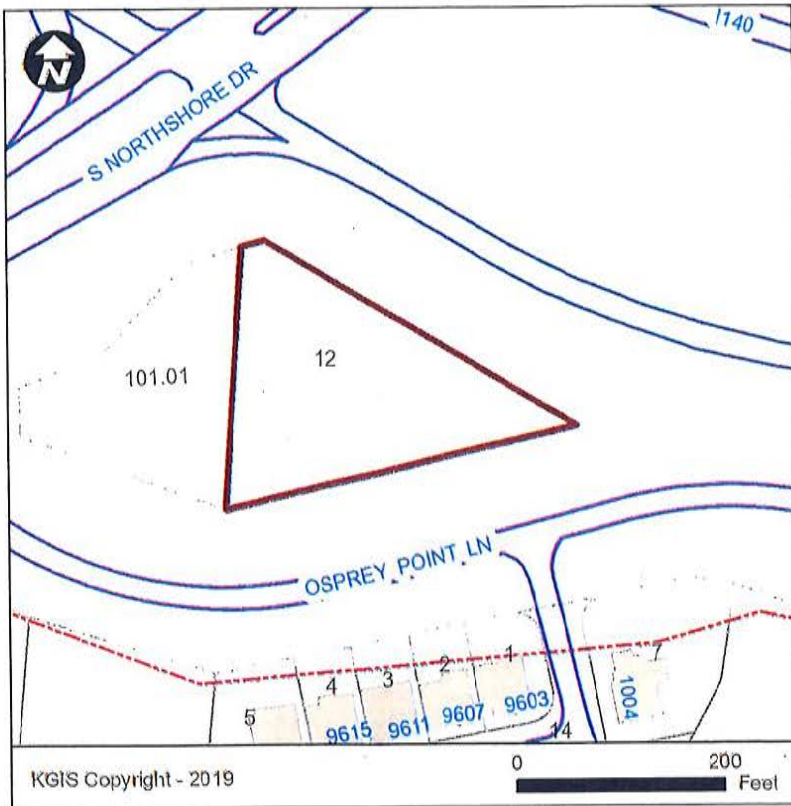 I140
N
S NORTHSHORE DR
12
101.01
OSPREY POINT LN
1
7
2
3
4
5
9603
9607
9611
9615
1004
14
KGIS Copyright - 2019
0
200
Feet